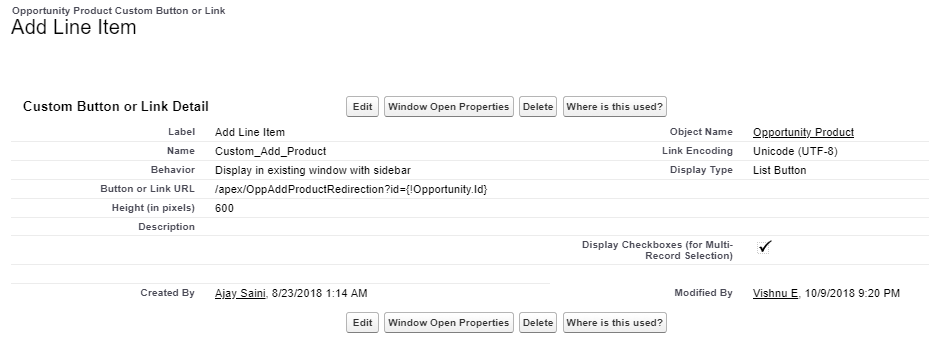 Opportunity Product Custom Button or Link
Add Line Item
Custom Button or Link Detail Edit Window Open Properties Delete Where is this used?
Label Add Line Item Object Name Opportunity Product
Name Custom_Add_Product Link Encoding Unicode (UTF-8)
Behavior Display in existing window with sidebar Display Type List Button
Button or Link URL /apex/OppAddProductRedirection?id={!Opportunity.Id}
Height (in pixels) 600
Description
Display Checkboxes (for Multi-
Record Selection)
Created By Ajay Saini, 8/23/2018 1:14 AM Modified By Vishnu E, 10/9/2018 9:20 PM
Edit Window Open Properties Delete Where is this used?